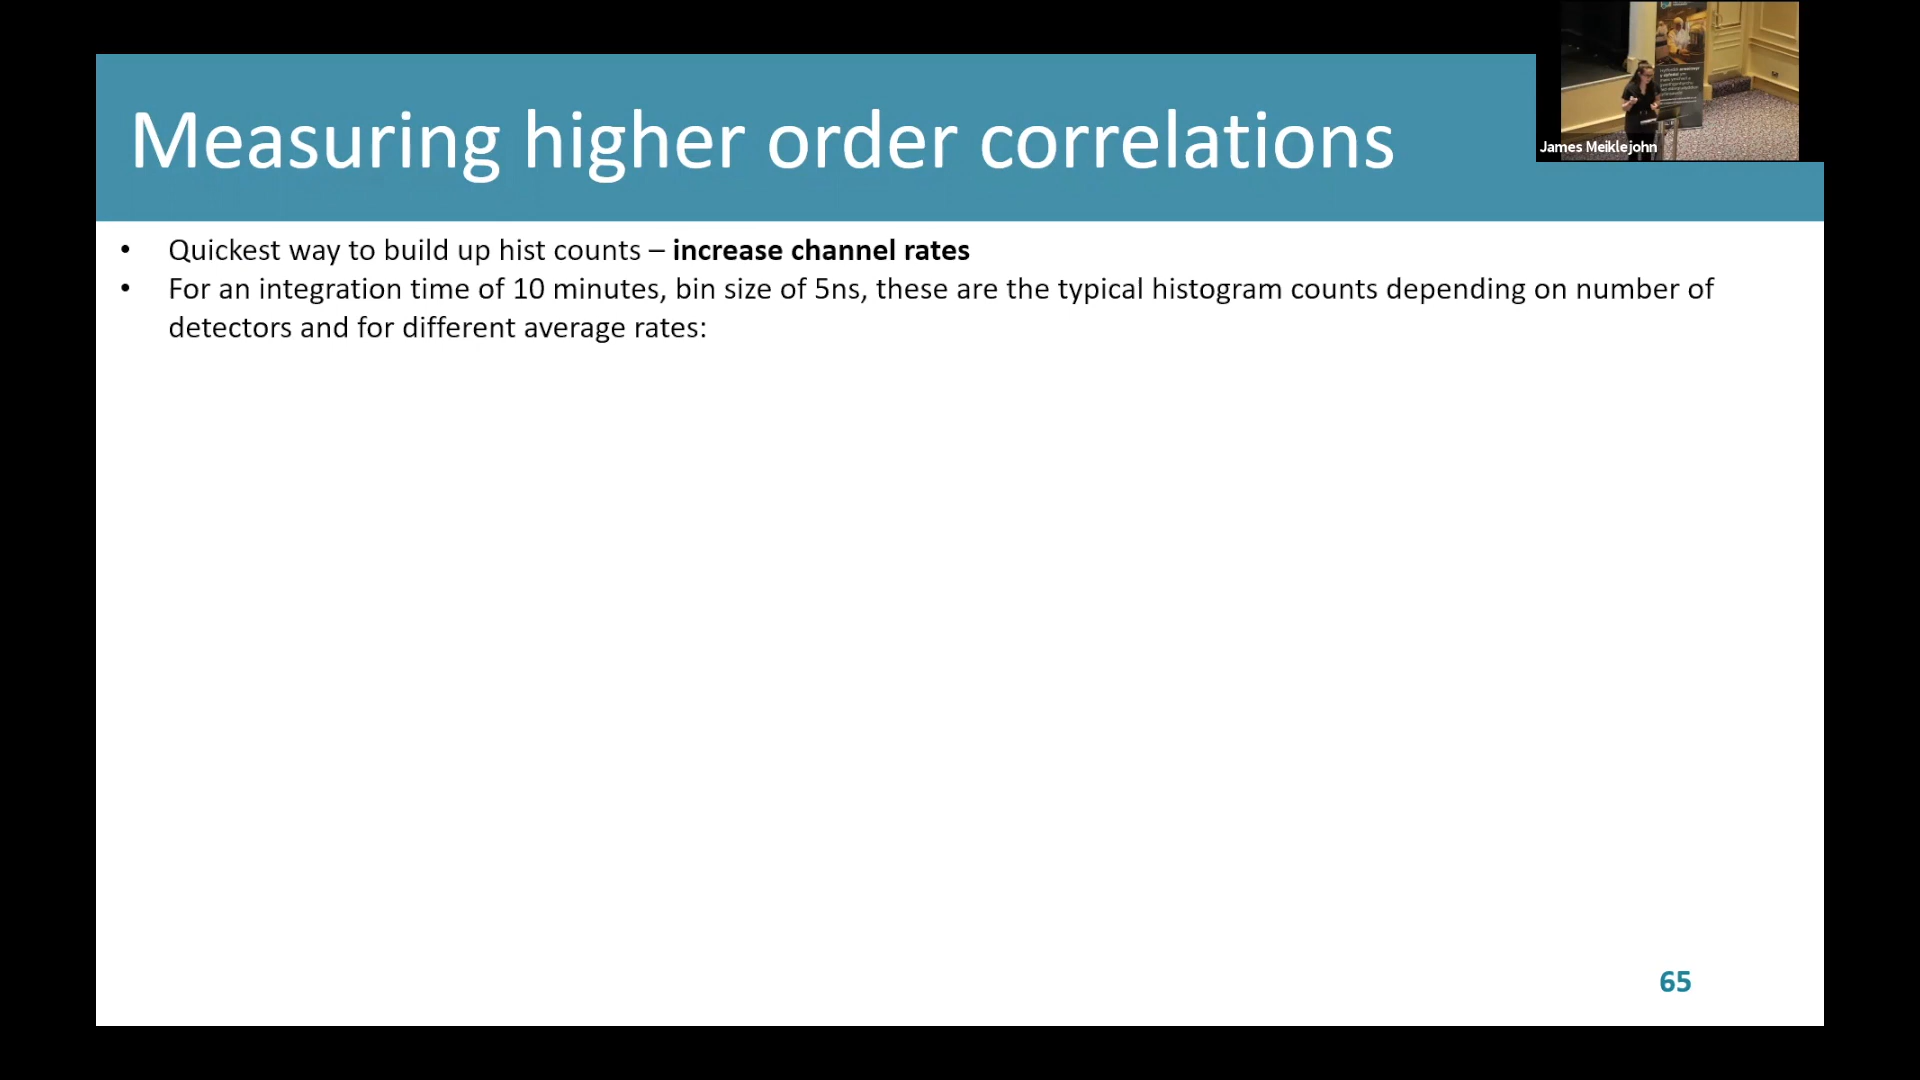 Measuring higher order correlations
James Meiklejohn
• Quickest way to build up hist counts – increase channel rates
• For an integration time of 10 minutes, bin size of 5ns, these are the typical histogram counts depending on number of
detectors and for different average rates:
65